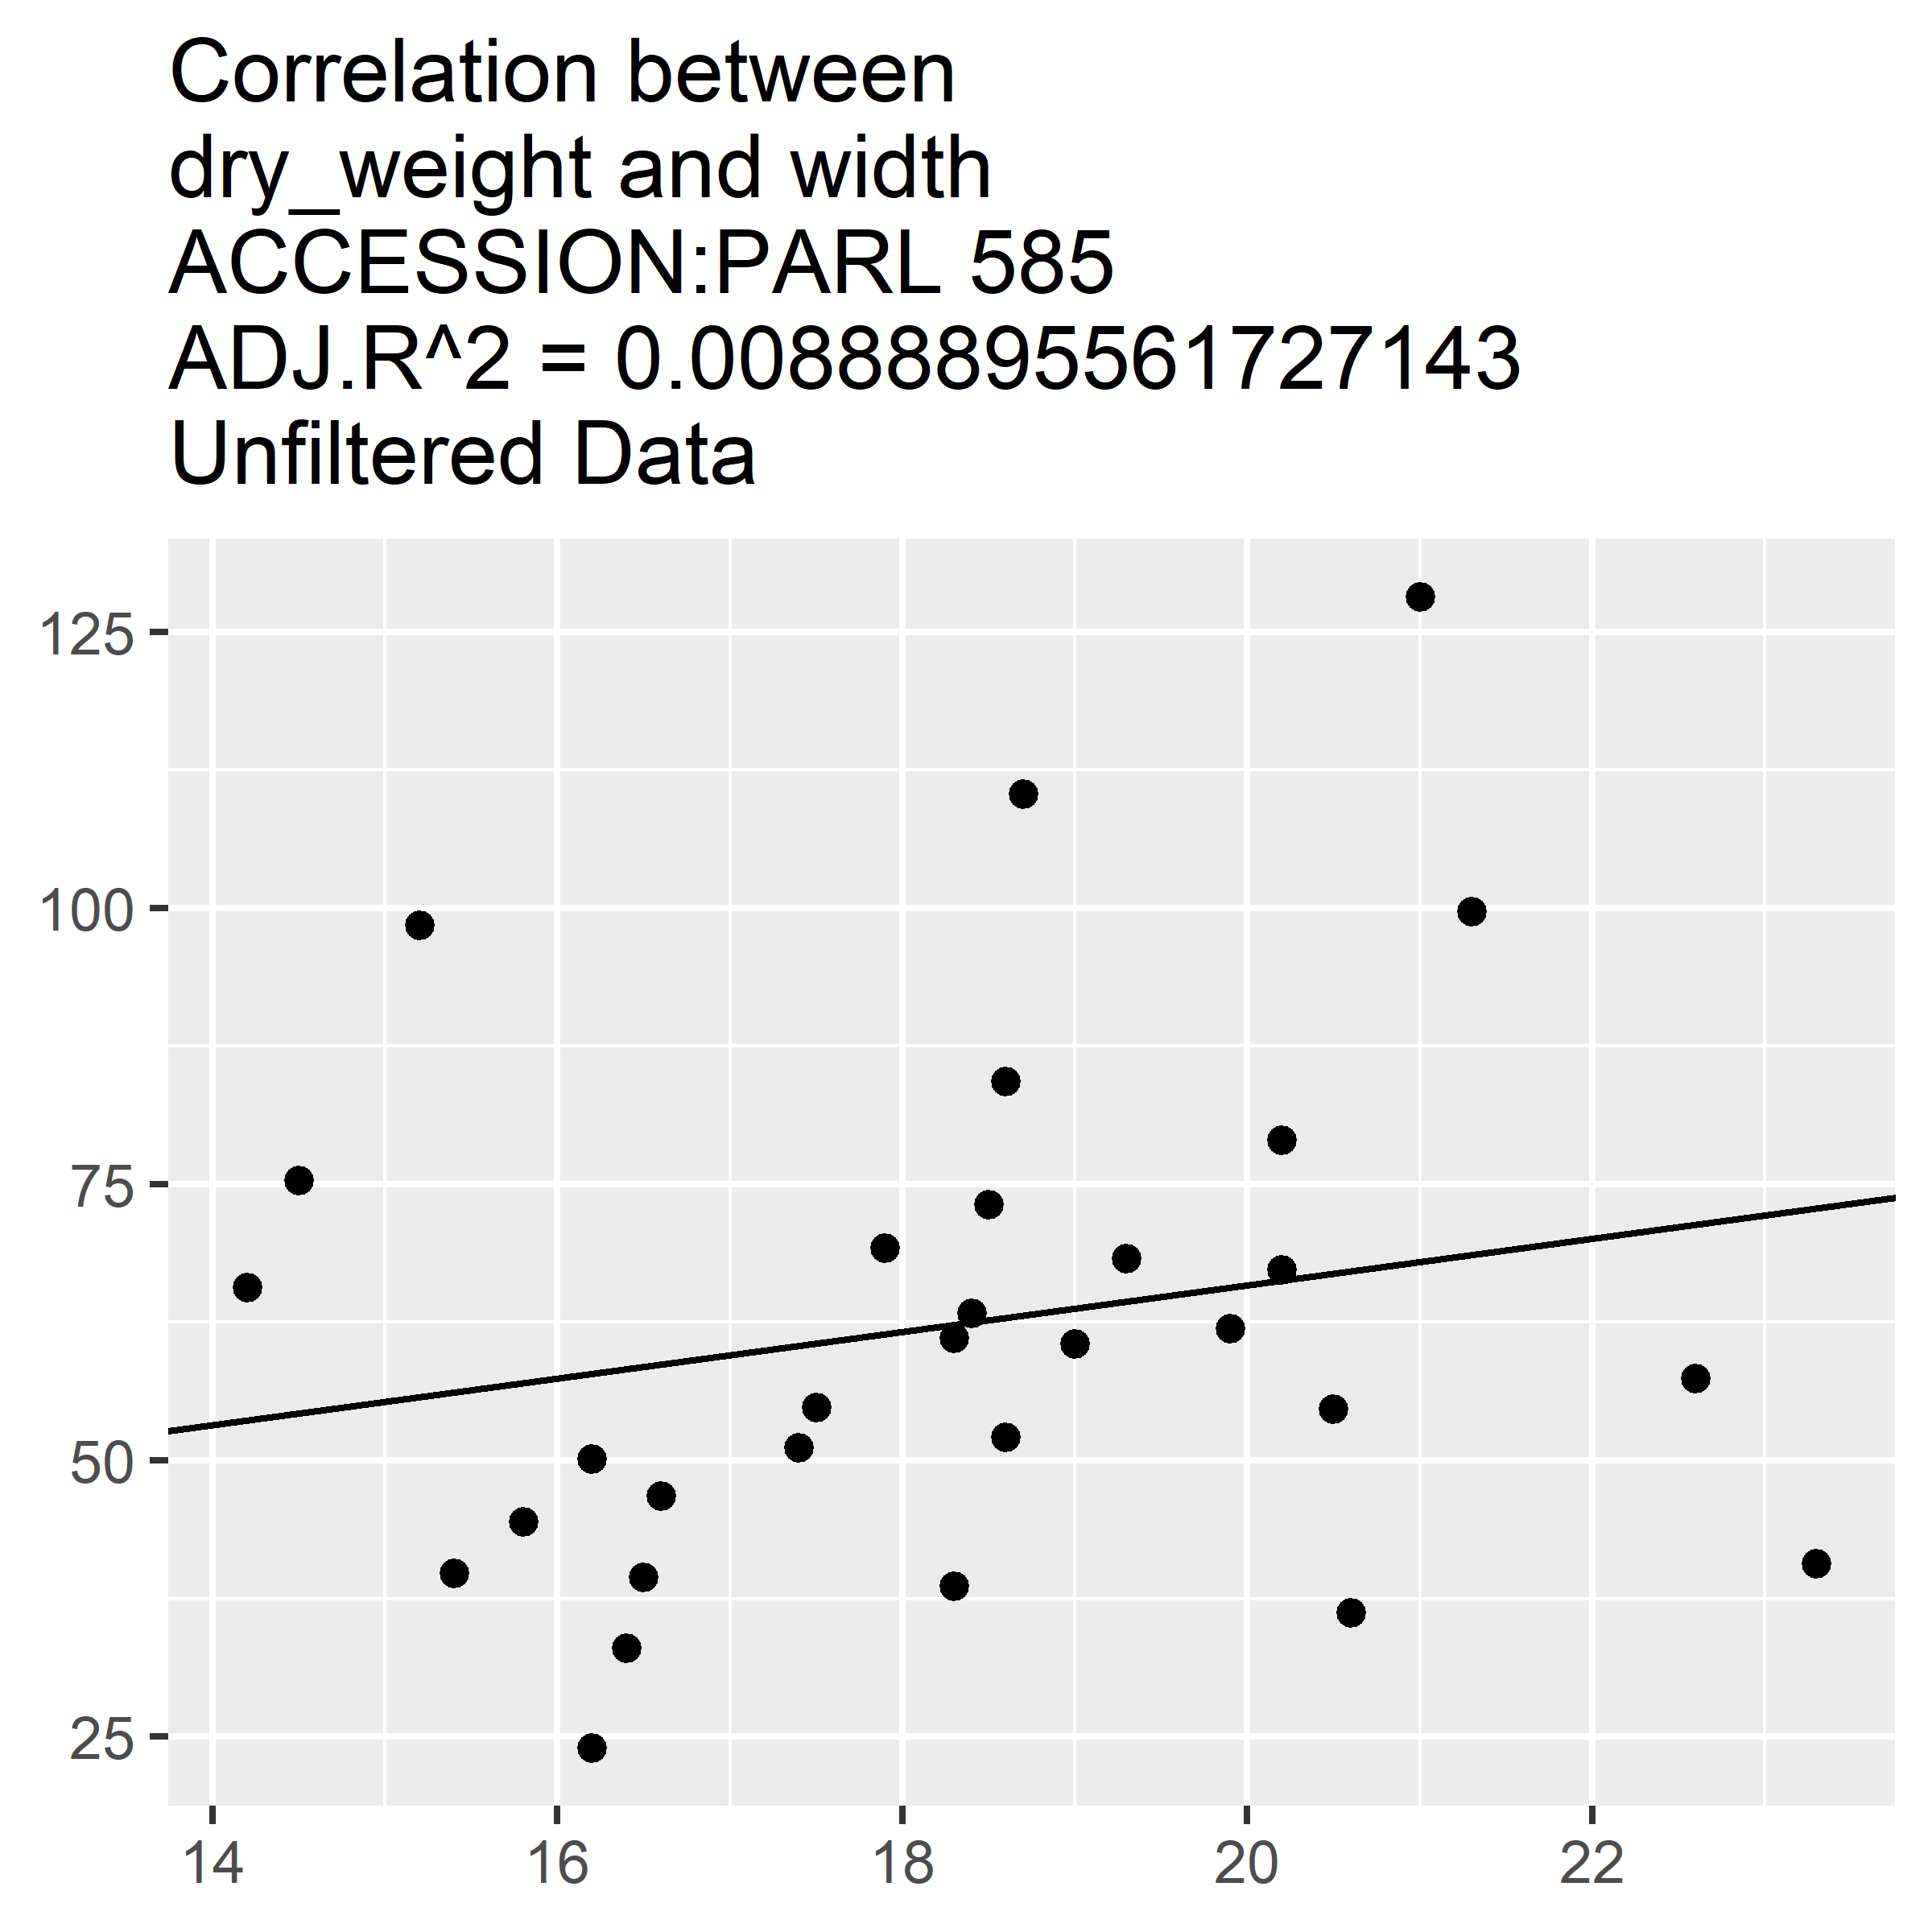 Correlation between
dry_weight and width
ACCESSION:PARL 585
ADJ.R^2 = 0.00888895561727143
Unfiltered Data
125
100
75
50
25
14 16 18 20 22